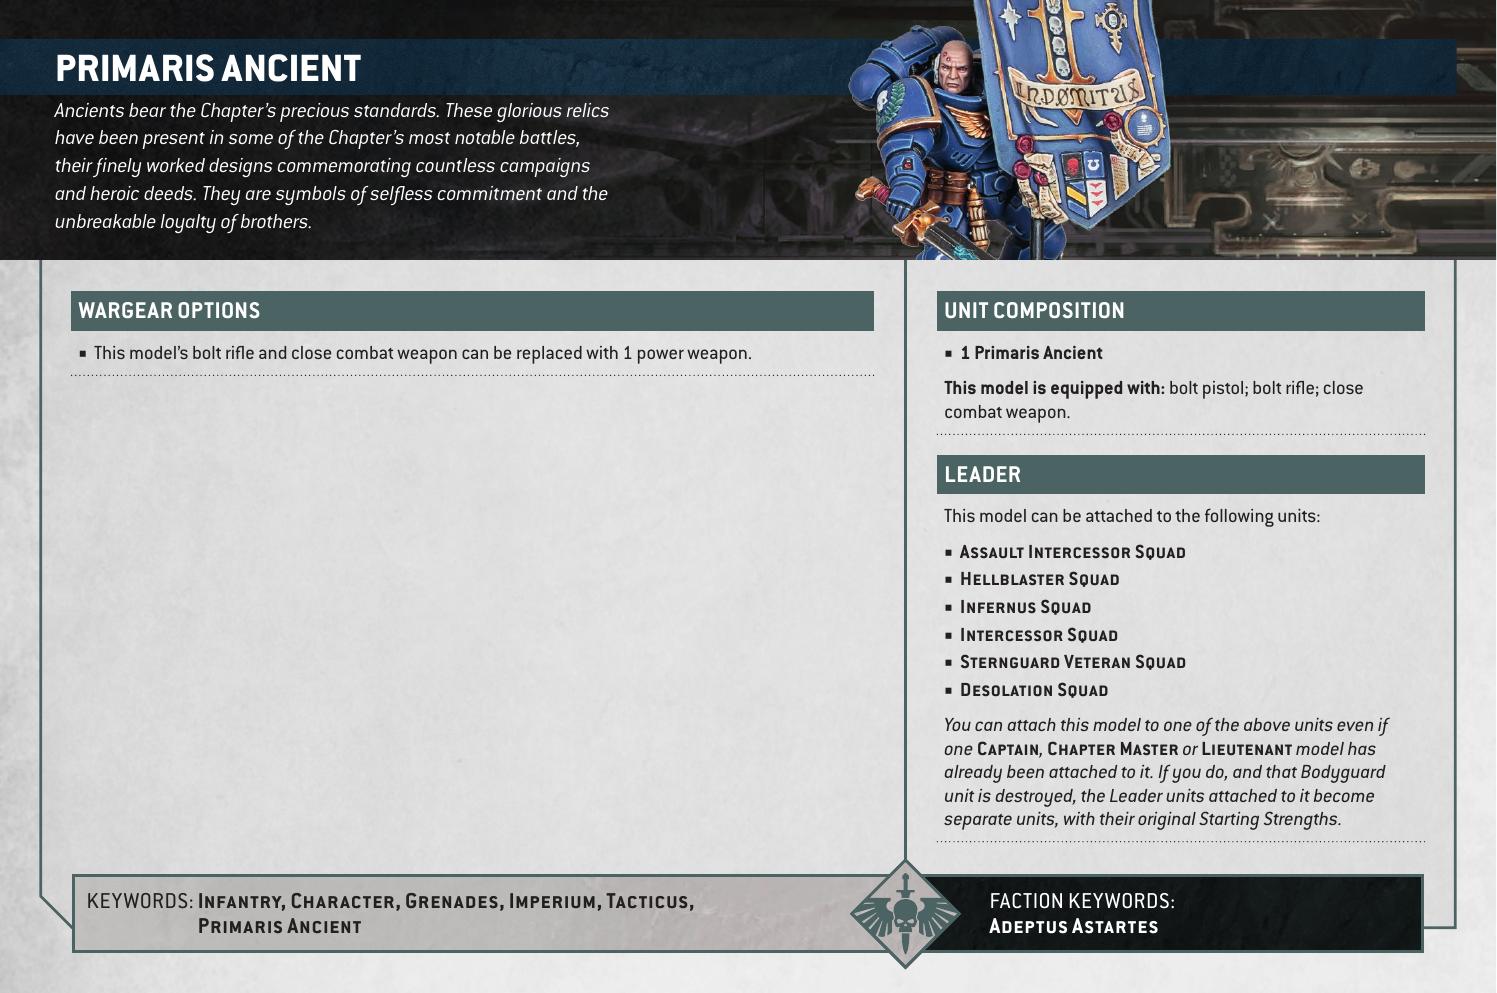 PRIMARIS ANCIENT
Ancients bear the Chapter’s precious standards. These glorious relics
have been present in some of the Chapter’s most notable battles,
their finely worked designs commemorating countless campaigns
and heroic deeds. They are symbols of selfless commitment and the
unbreakable loyalty of brothers.
INDOMITUS
WARGEAR OPTIONS
▪ This model’s bolt rifle and close combat weapon can be replaced with 1 power weapon.
UNIT COMPOSITION
▪ 1 Primaris Ancient
This model is equipped with: bolt pistol; bolt rifle; close
combat weapon.
LEADER
This model can be attached to the following units:
▪ Assault Intercessor Squad
▪ Hellblaster Squad
▪ Infernus Squad
▪ Intercessor Squad
▪ Sternguard Veteran Squad
▪ Desolation Squad
You can attach this model to one of the above units even if
one Captain, Chapter Master or Lieutenant model has
already been attached to it. If you do, and that Bodyguard
unit is destroyed, the Leader units attached to it become
separate units, with their original Starting Strengths.
KEYWORDS: Infantry, Character, Grenades, Imperium, Tacticus,
Primaris Ancient
FACTION KEYWORDS:
Adeptus Astartes